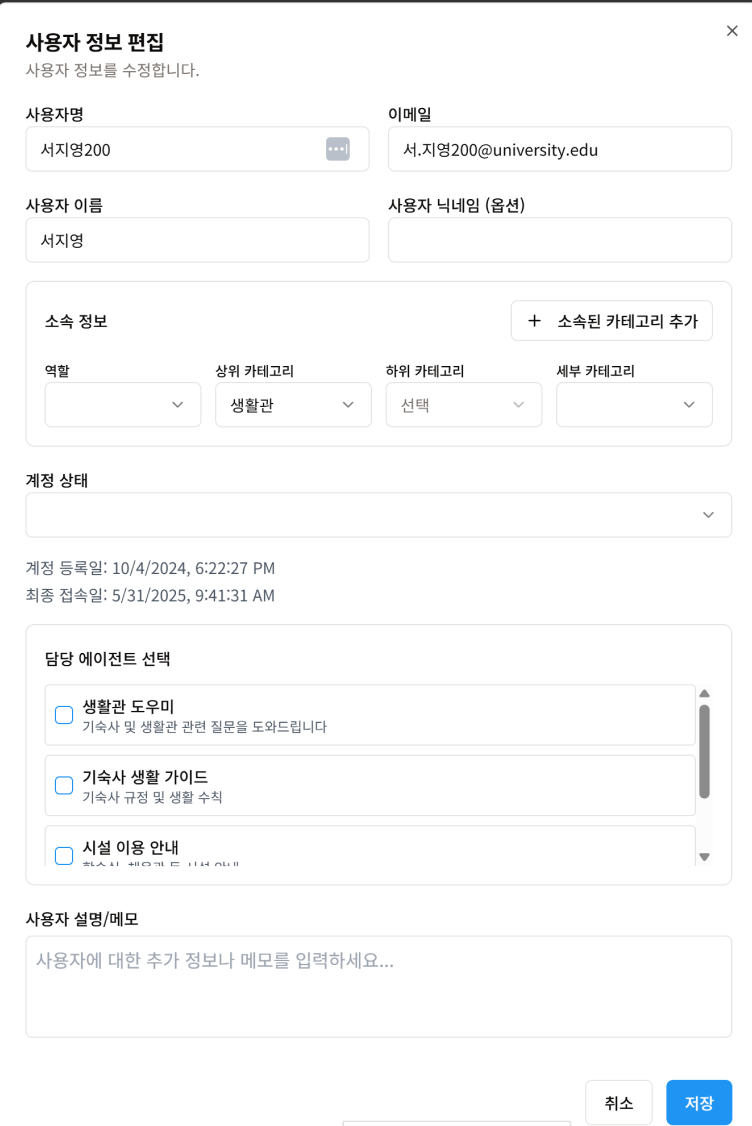 사용자 정보 편집
사용자 정보를 수정합니다.
사용자명
이메일
서지영200
서.지영200@university.edu
사용자 이름
사용자 닉네임 (옵션)
서지영
소속 정보
+ 소속된 카테고리 추가
역할
상위 카테고리
하위 카테고리
세부 카테고리
생활관
선택
계정 상태
계정 등록일: 10/4/2024, 6:22:27 PM
최종 접속일: 5/31/2025, 9:41:31 AM
담당 에이전트 선택
생활관 도우미
기숙사 및 생활관 관련 질문을 도와드립니다
기숙사 생활 가이드
기숙사 규정 및 생활 수칙
시설 이용 안내
사용자 설명/메모
사용자에 대한 추가 정보나 메모를 입력하세요...
취소
저장